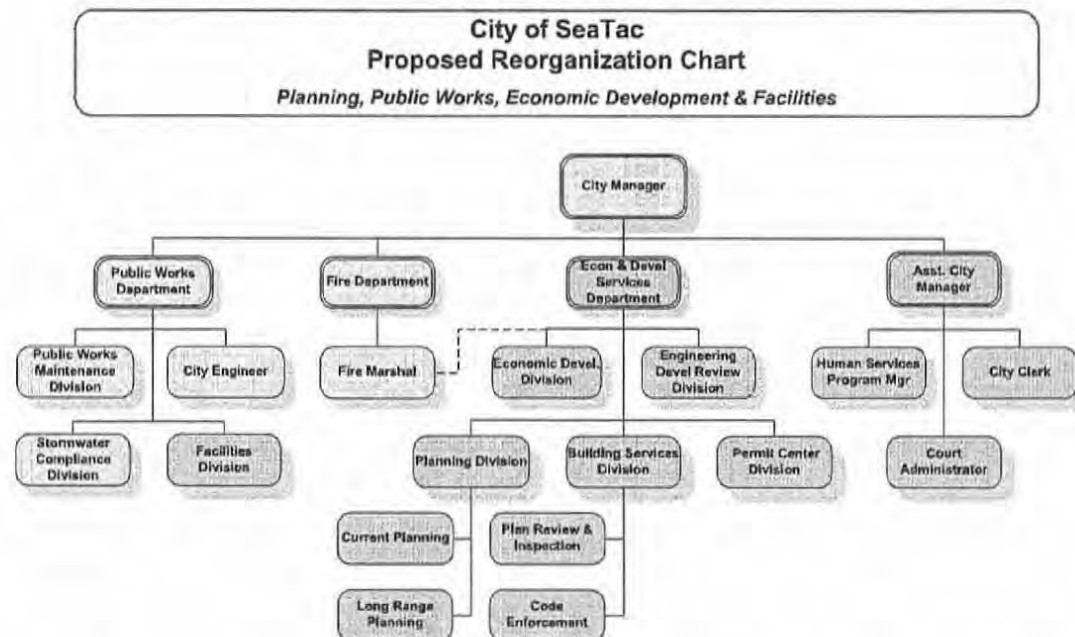 City of SeaTac
Proposed Reorganization Chart
Planning, Public Works, Economic Development & Facilities
City Manager
Public Works
Department
Fire Department
Econ & Devel
Services
Department
Asst. City
Manager
Public Works
Maintenance
Division
City Engineer
Fire Marshal
Economic Devel.
Division
Engineering
Devel Review
Division
Human Services
Program Mgr
City Clerk
Stormwater
Compliance
Division
Facilities
Division
Planning Division
Building Services
Division
Permit Center
Division
Court
Administrator
Current Planning
Plan Review &
Inspection
Long Range
Planning
Code
Enforcement